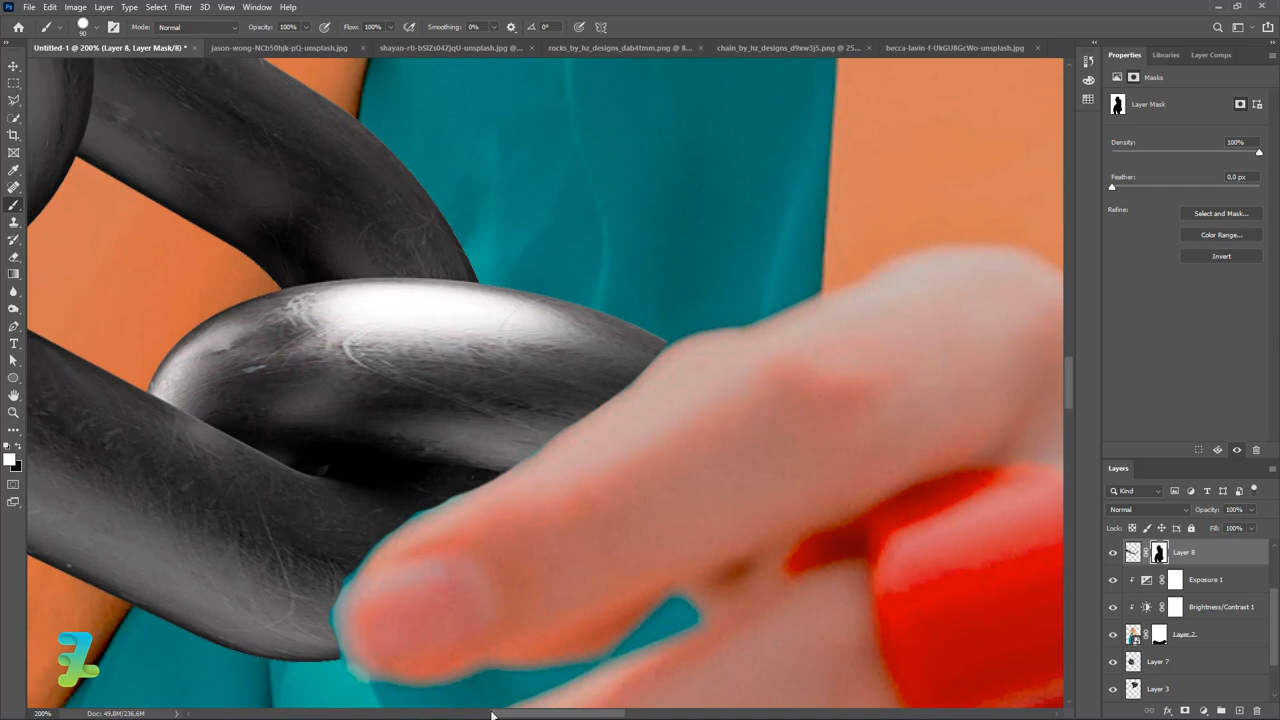 File Edit Image Layer Type Select Filter 3D View Window Help
90 Mode: Normal Opacity: 100% Flow: 100% Smoothing: 0% 0°
Untitled-1 @ 200% (Layer 8, Layer Mask/8) * × jason-wong-NCb50hjk-pQ-unsplash.jpg × shayan-rti-bSIZs04ZjqU-unsplash.jpg @... × rocks_by_hz_designs_dab4tmm.png @ 8... × chain_by_hz_designs_d9xw3j5.png @ 25... × becca-lavin-f-UkGU8GcWo-unsplash.jpg ×
Properties Libraries Layer Comps
Masks
Layer Mask
Density: 100%
Feather: 0,0 px
Refine: Select and Mask...
Color Range...
Invert
Layers
Kind
Normal Opacity: 100%
Lock: Fill: 100%
Layer 8
Exposure 1
Brightness/Contrast 1
Layer 2
Layer 7
Layer 3
200% Doc: 49,8M/236,6M